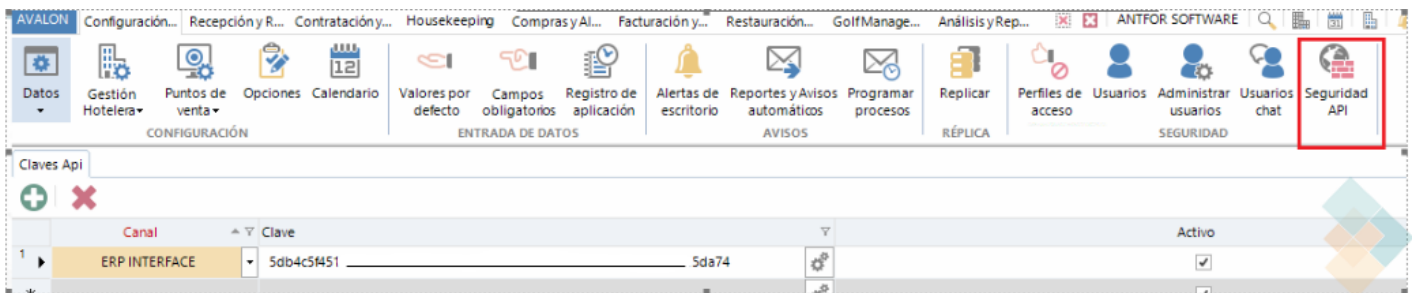 AVALON Configuración... Recepción y R... Contratación y... Housekeeping Compras y Al... Facturación y... Restauración... GolfManage... Análisis y Rep... ANTFOR SOFTWARE
Datos Gestión Hotelera Puntos de venta Opciones Calendario Valores por defecto Campos obligatorios Registro de aplicación Alertas de escritorio Reportes y Avisos automáticos Programar procesos Replicar Perfiles de acceso Usuarios Administrar usuarios Usuarios chat Seguridad API
CONFIGURACIÓN ENTRADA DE DATOS AVISOS RÉPLICA SEGURIDAD
Claves Api
Canal Clave Activo
1 ERP INTERFACE 5db4c5f451 5da74
*